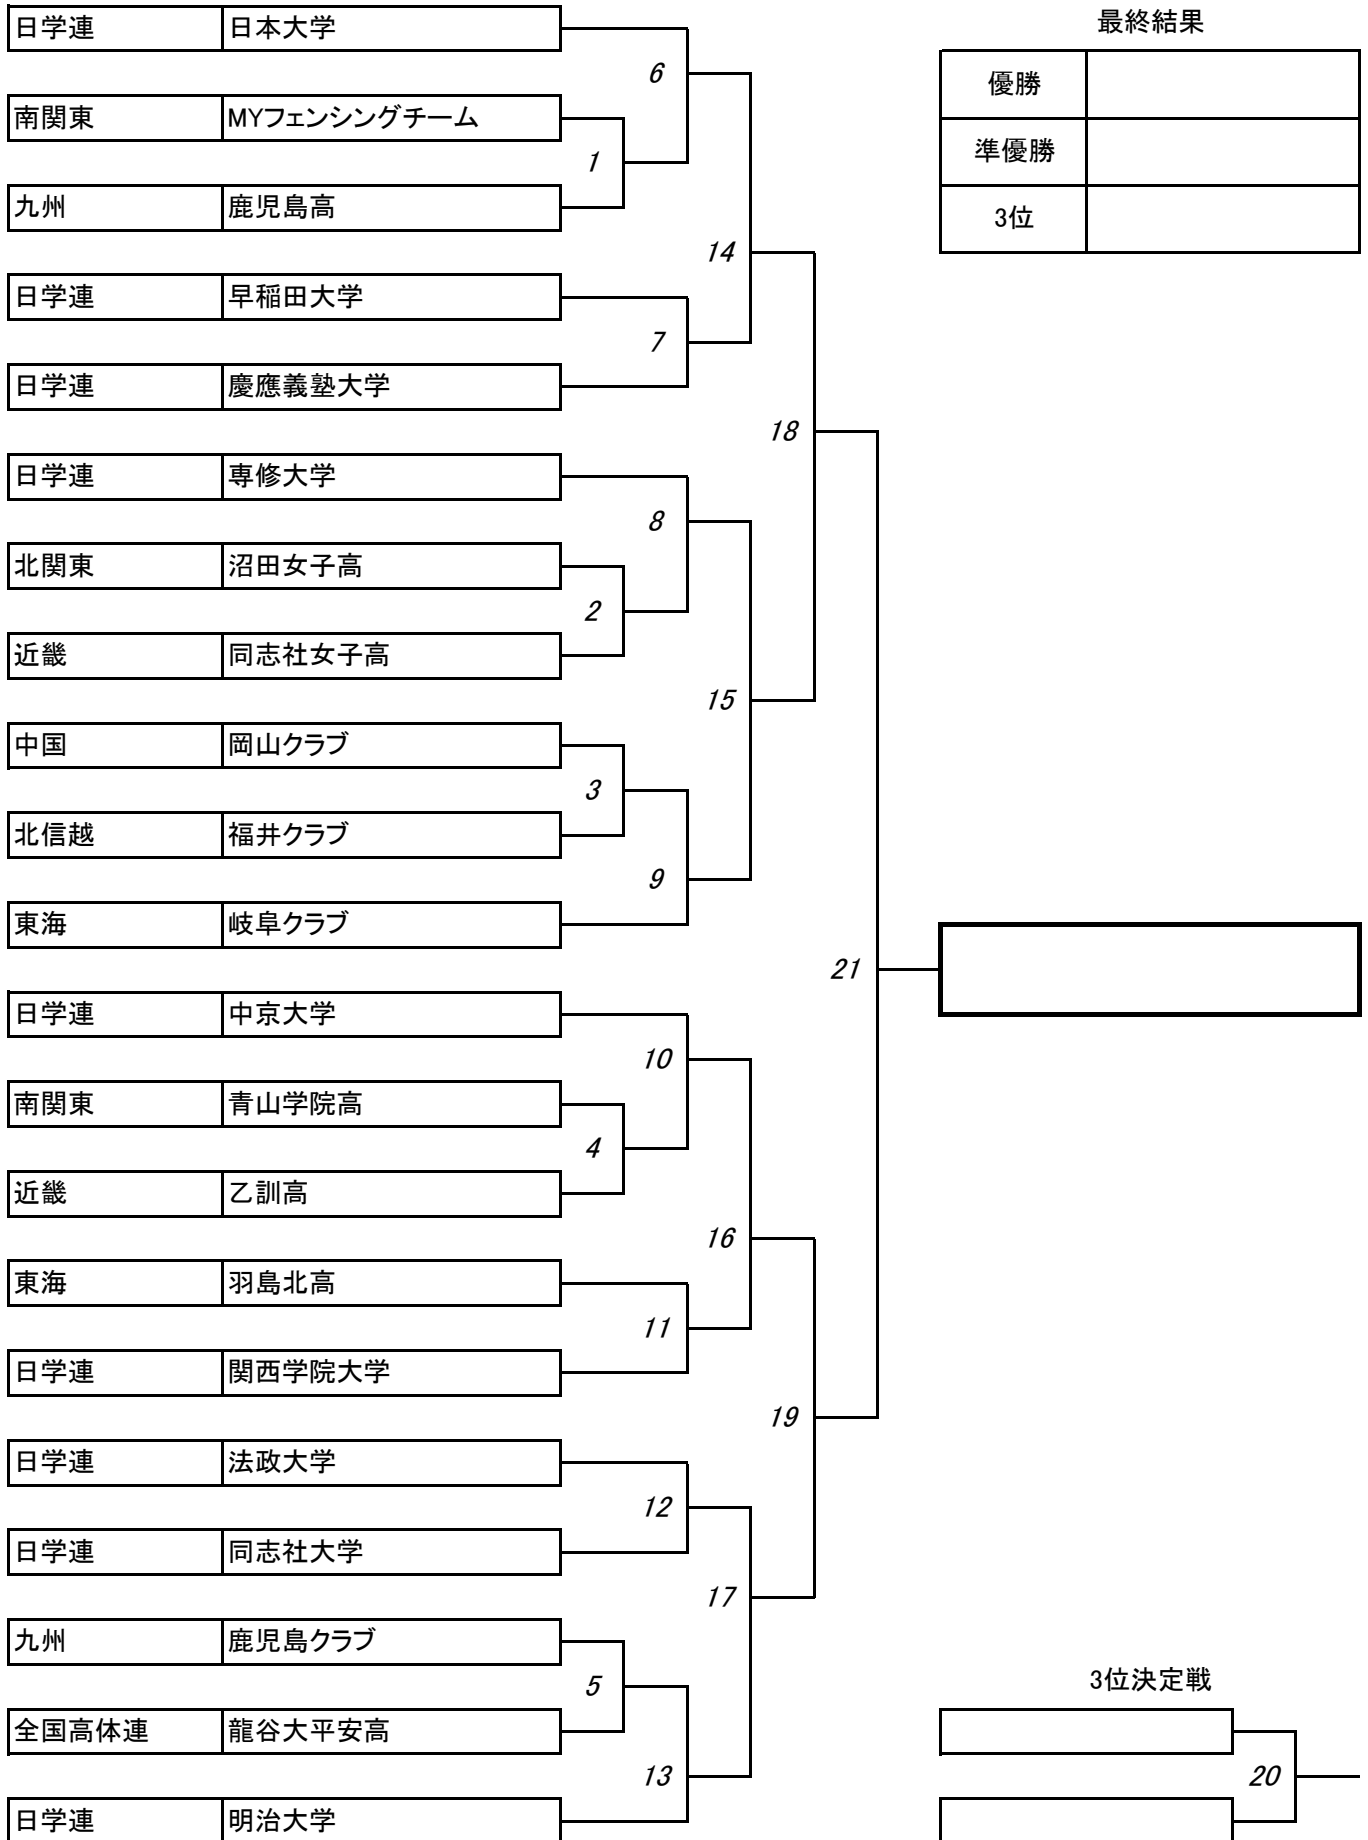 日学連 日本大学
最終結果
優勝
6
南関東 MYフェンシングチーム
準優勝
1
九州 鹿児島高
3位
14
日学連 早稲田大学
7
日学連 慶應義塾大学
18
日学連 専修大学
8
北関東 沼田女子高
2
近畿 同志社女子高
15
中国 岡山クラブ
3
北信越 福井クラブ
9
東海 岐阜クラブ
21
日学連 中京大学
10
南関東 青山学院高
4
近畿 乙訓高
16
東海 羽島北高
11
日学連 関西学院大学
19
日学連 法政大学
12
日学連 同志社大学
17
九州 鹿児島クラブ
3位決定戦
5
全国高体連 龍谷大平安高
13
20
日学連 明治大学